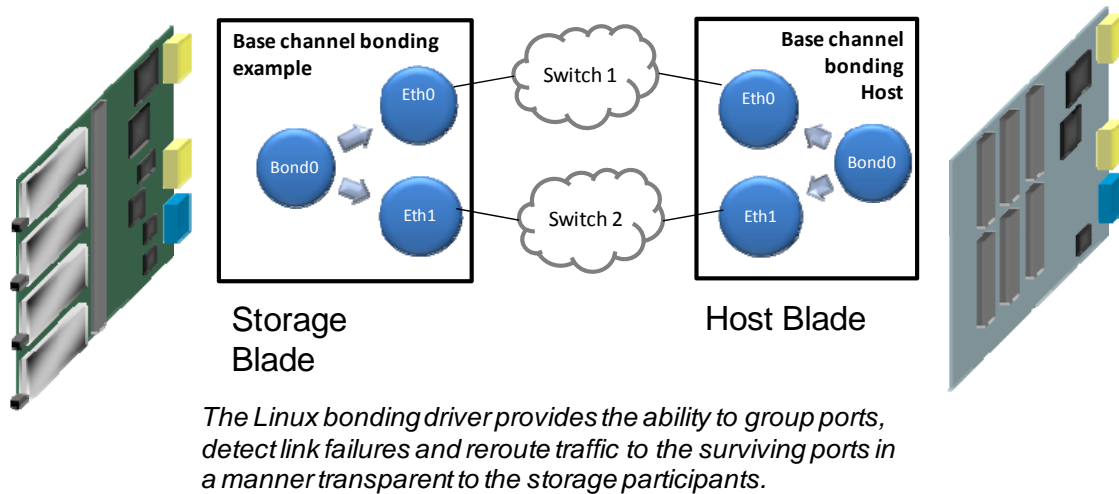 Base channel bonding
example
Eth0
Bond0
Eth1
Switch 1
Switch 2
Base channel
bonding
Host
Eth0
Bond0
Eth1
Storage
Blade
Host Blade
The Linux bonding driver provides the ability to group ports,
detect link failures and reroute traffic to the surviving ports in
a manner transparent to the storage participants.